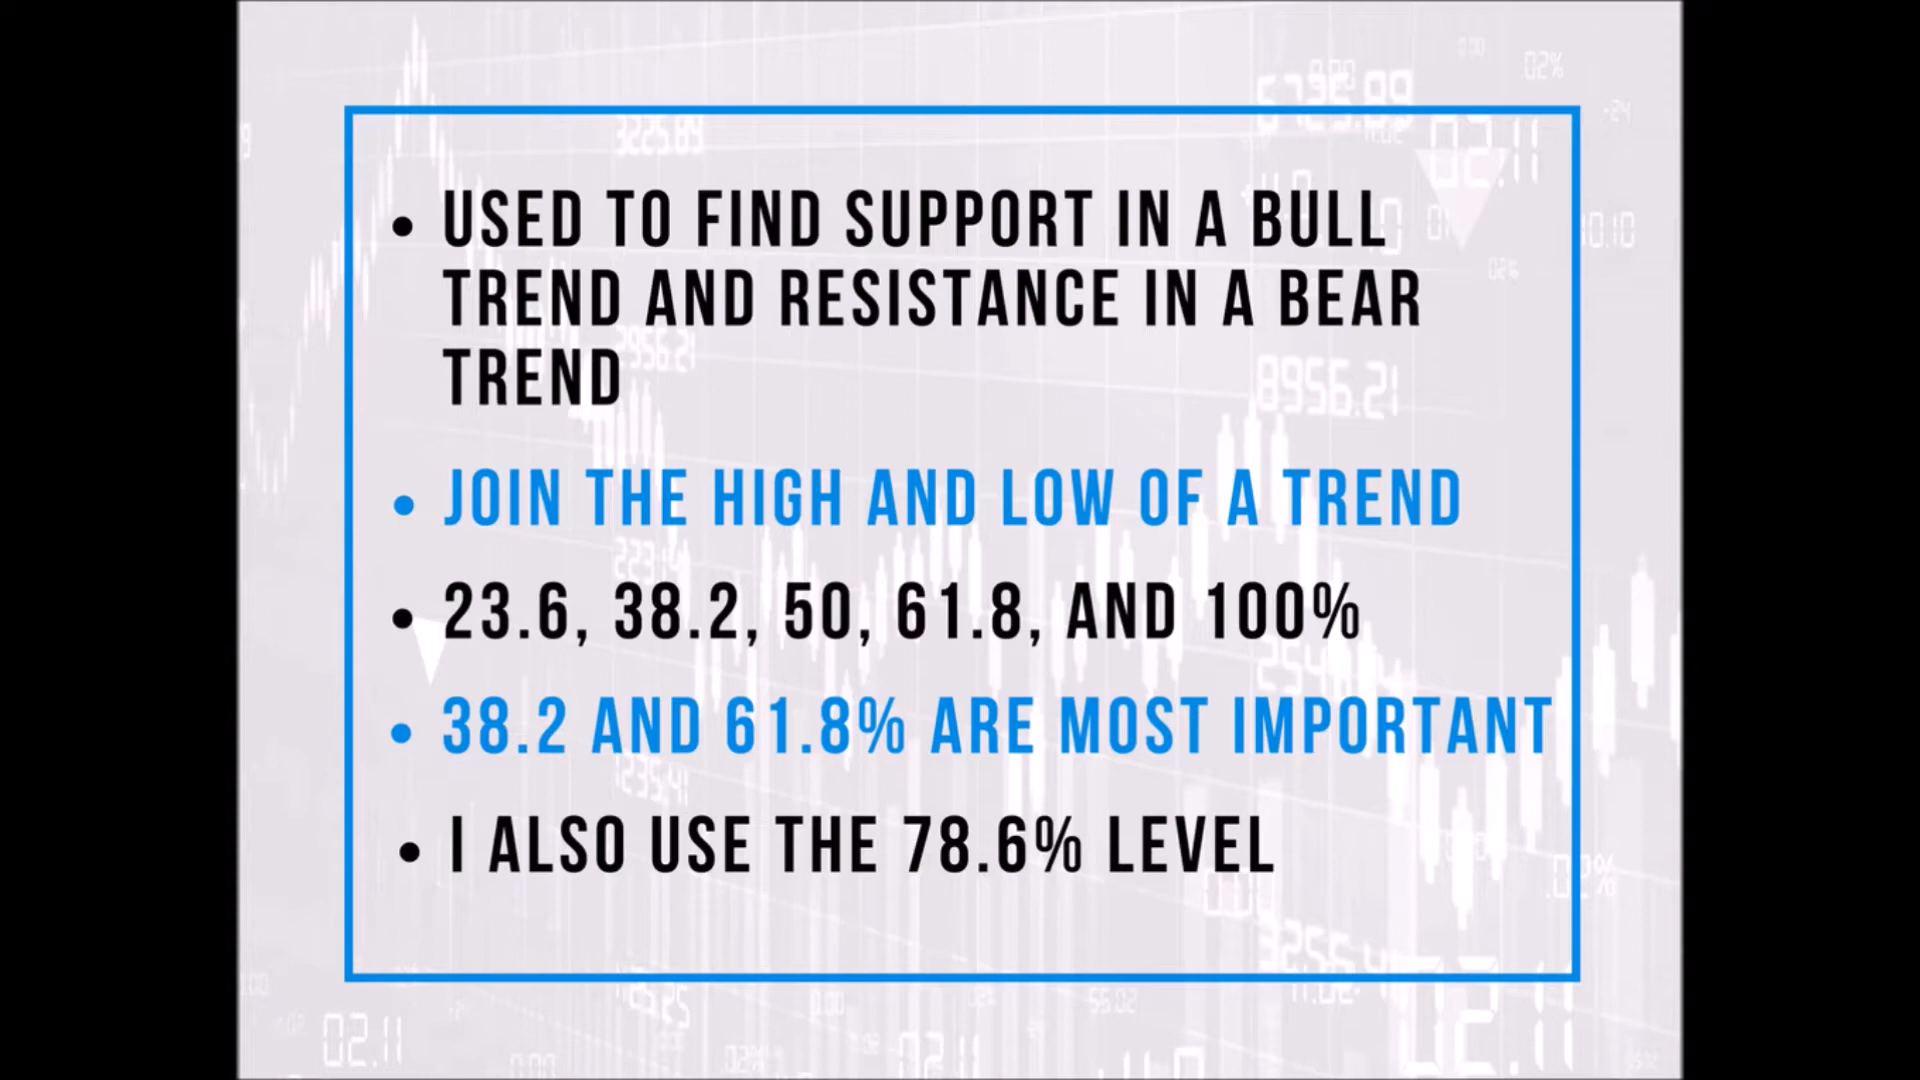 USED TO FIND SUPPORT IN A BULL
TREND AND RESISTANCE IN A BEAR
TREND
JOIN THE HIGH AND LOW OF A TREND
23.6, 38.2, 50, 61.8, AND 100%
38.2 AND 61.8% ARE MOST IMPORTANT
I ALSO USE THE 78.6% LEVEL